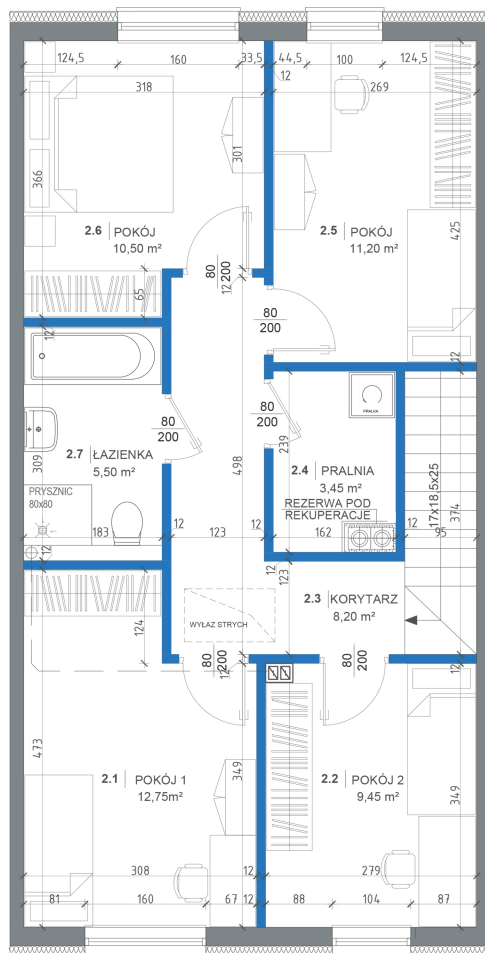 124,5 160 33,5 44,5 100 124,5
12
318 269
366 301 425
2.6 POKÓJ
10,50 m²
2.5 POKÓJ
11,20 m²
80
200
12
65
80
200
12
12
2.7 ŁAZIENKA
5,50 m²
80
200
80
200
309
PRYSZNIC
80x80
183
12
498
123
12
239
PRALKA
2.4 PRALNIA
3,45 m²
REZERWA POD
REKUPERACJE
162
12
95
17x18,5x25
374
12
12
123
2.3 KORYTARZ
8,20 m²
WYŁAZ STRYCH
124
80
200
12
80
200
12
473
349
349
2.1 POKÓJ 1
12,75m²
2.2 POKÓJ 2
9,45 m²
308 12 279
81 160 67 12 88 104 87